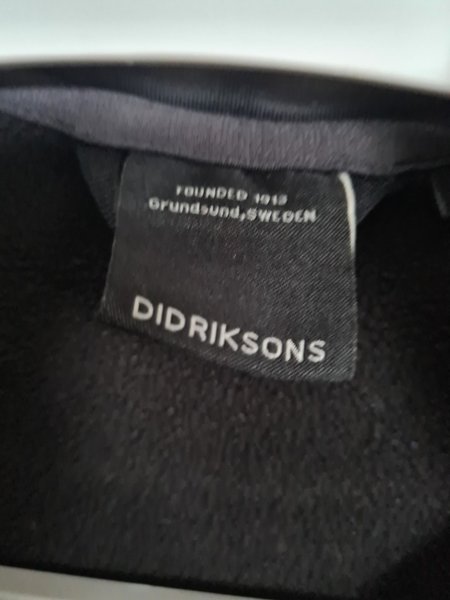 FOUNDED 1913
Grundsund, SWEDEN
DIDRIKSONS